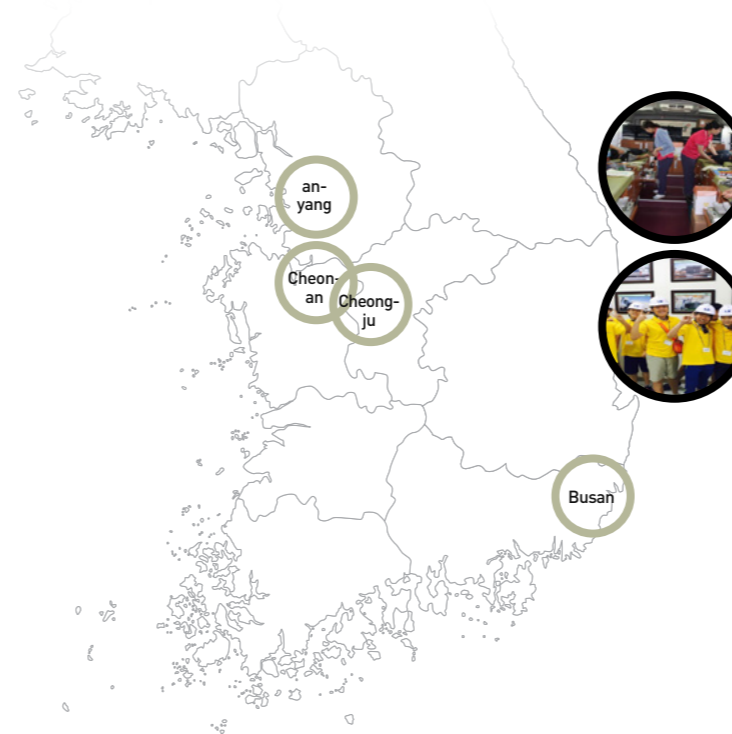 an-
yang
Cheon-
an
Cheong-
ju
Busan